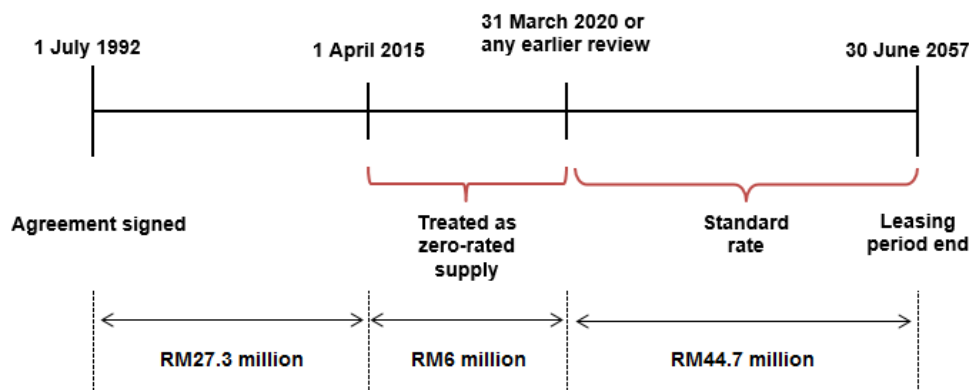 1 July 1992
1 April 2015
31 March 2020 or
any earlier review
30 June 2057
Agreement signed
Treated as
zero-rated
supply
Standard
rate
Leasing
period end
RM27.3 million
RM6 million
RM44.7 million